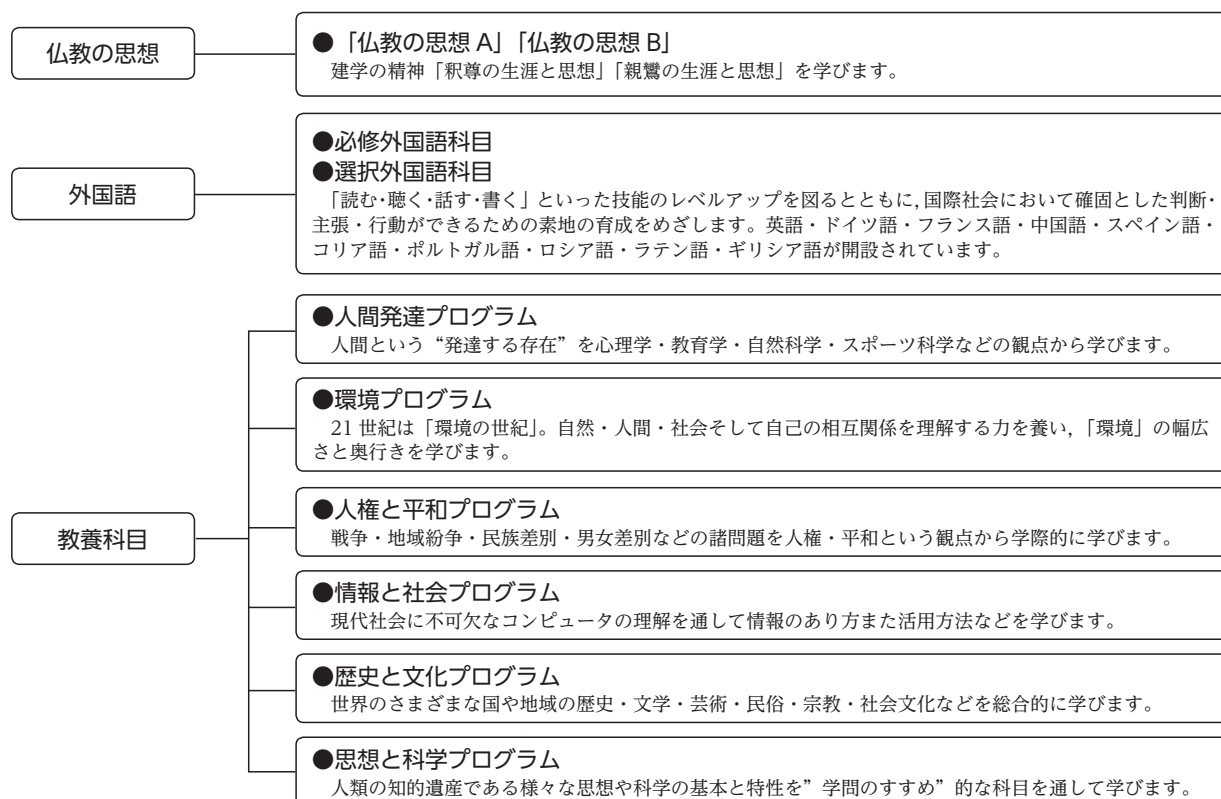 仏教の思想
●「仏教の思想 A」「仏教の思想 B」
建学の精神「釈尊の生涯と思想」「親鸞の生涯と思想」を学びます。
外国語
●必修外国語科目
●選択外国語科目
「読む・聴く・話す・書く」といった技能のレベルアップを図るとともに，国際社会において確固とした判断・
主張・行動ができるための素地の育成をめざします。英語・ドイツ語・フランス語・中国語・スペイン語・
コリア語・ポルトガル語・ロシア語・ラテン語・ギリシア語が開設されています。
教養科目
●人間発達プログラム
人間という“発達する存在”を心理学・教育学・自然科学・スポーツ科学などの観点から学びます。
●環境プログラム
21 世紀は「環境の世紀」。自然・人間・社会そして自己の相互関係を理解する力を養い，「環境」の幅広
さと奥行きを学びます。
●人権と平和プログラム
戦争・地域紛争・民族差別・男女差別などの諸問題を人権・平和という観点から学際的に学びます。
●情報と社会プログラム
現代社会に不可欠なコンピュータの理解を通して情報のあり方また活用方法などを学びます。
●歴史と文化プログラム
世界のさまざまな国や地域の歴史・文学・芸術・民俗・宗教・社会文化などを総合的に学びます。
●思想と科学プログラム
人類の知的遺産である様々な思想や科学の基本と特性を”学問のすすめ”的な科目を通して学びます。